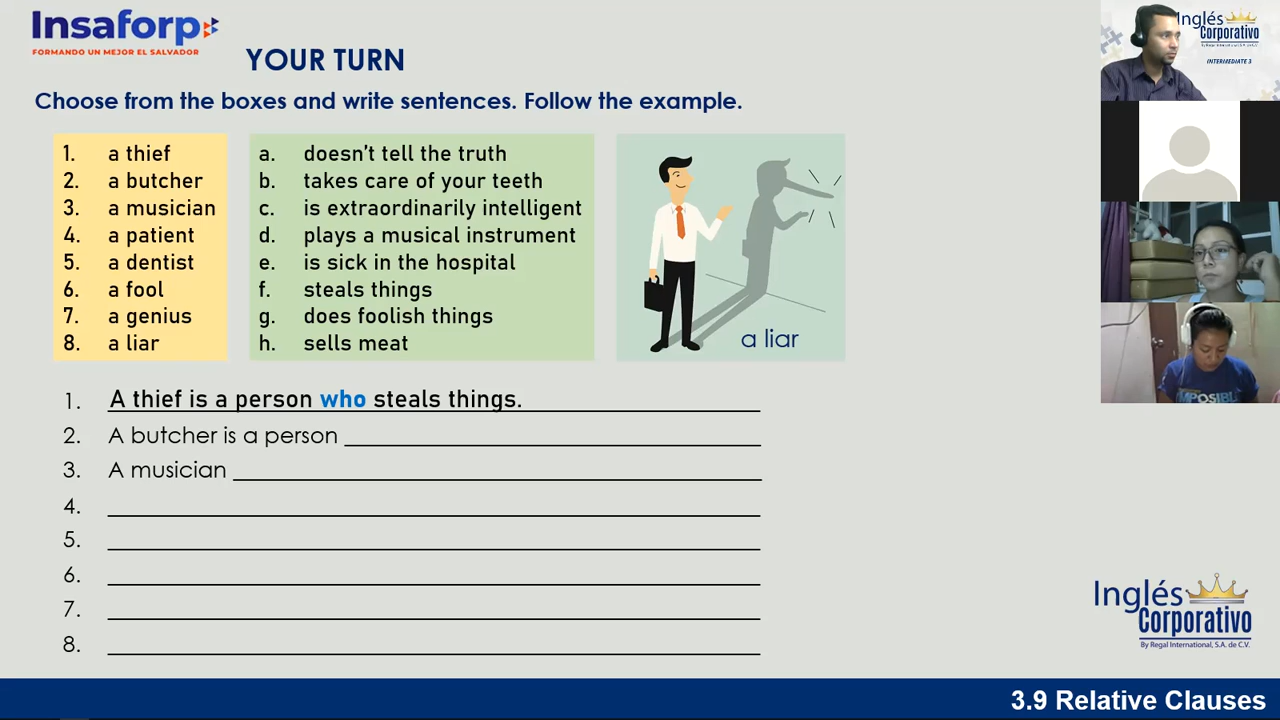 Insaforp
FORMANDO UN MEJOR EL SALVADOR
YOUR TURN
Choose from the boxes and write sentences. Follow the example.
1. a thief
2. a butcher
3. a musician
4. a patient
5. a dentist
6. a fool
7. a genius
8. a liar
a. doesn't tell the truth
b. takes care of your teeth
c. is extraordinarily intelligent
d. plays a musical instrument
e. is sick in the hospital
f. steals things
g. does foolish things
h. sells meat
a liar
1. A thief is a person who steals things.
2. A butcher is a person
3. A musician
4.
5.
6.
7.
8.
Inglés
Corporativo
By Regal International, S.A. de C.V.
INTERMEDIATE 3
Inglés
Corporativo
By Regal International, S.A. de C.V.
3.9 Relative Clauses